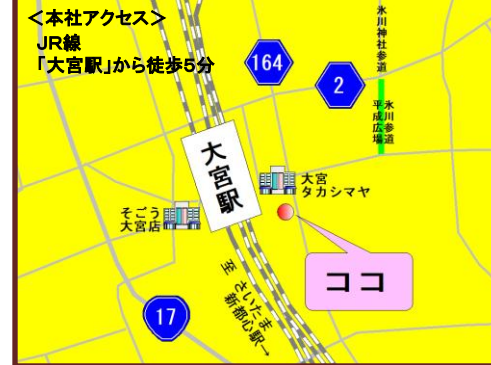 ＜本社アクセス＞
JR線
「大宮駅」から徒歩5分
164
2
氷川神社参道
氷川参道
平成広場
大宮駅
大宮
タカシマヤ
そごう
大宮店
ココ
至 さいたま
新都心駅→
17